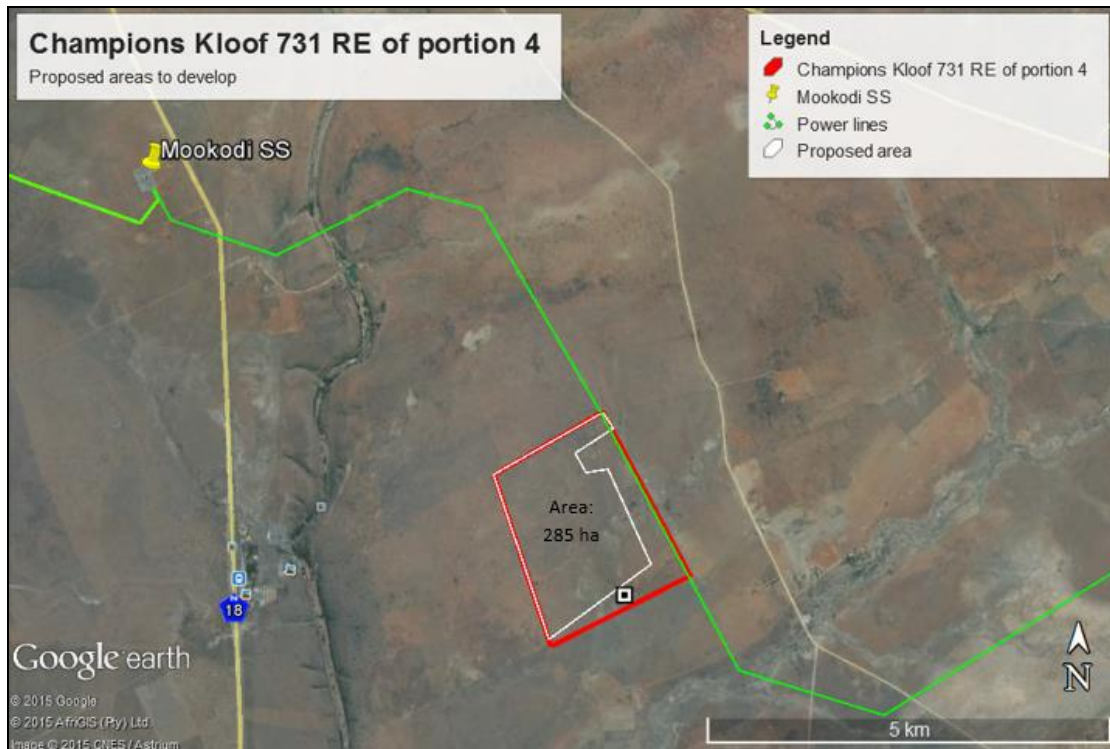 Champions Kloof 731 RE of portion 4
Proposed areas to develop
Legend
Champions Kloof 731 RE of portion 4
Mookodi SS
Power lines
Proposed area
Mookodi SS
Area:
285 ha
18
Google earth
© 2015 Google
© 2015 AfriGIS (Pty) Ltd.
Image © 2015 CNES / Astrium
N
5 km